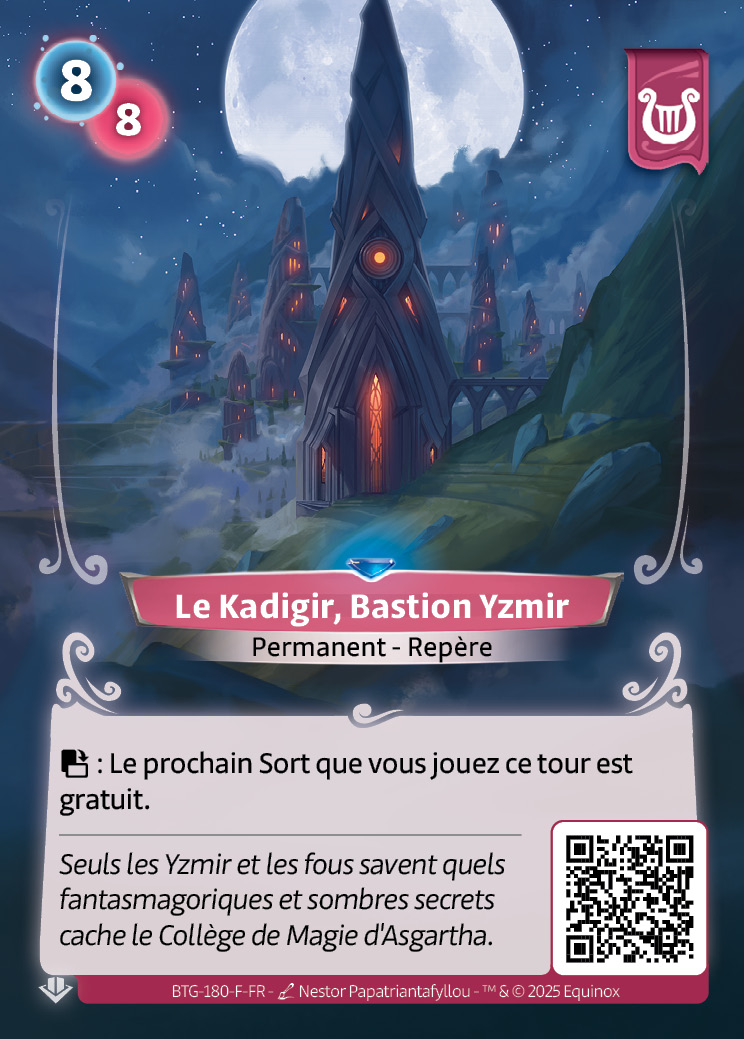 8
8
Le Kadigir, Bastion Yzmir
Permanent - Repère
: Le prochain Sort que vous jouez ce tour est
gratuit.
Seuls les Yzmir et les fous savent quels
fantasmagoriques et sombres secrets
cache le Collège de Magie d'Asgartha.
BTG-180-F-FR - Nestor Papatriantafyllou - ™ & © 2025 Equinox